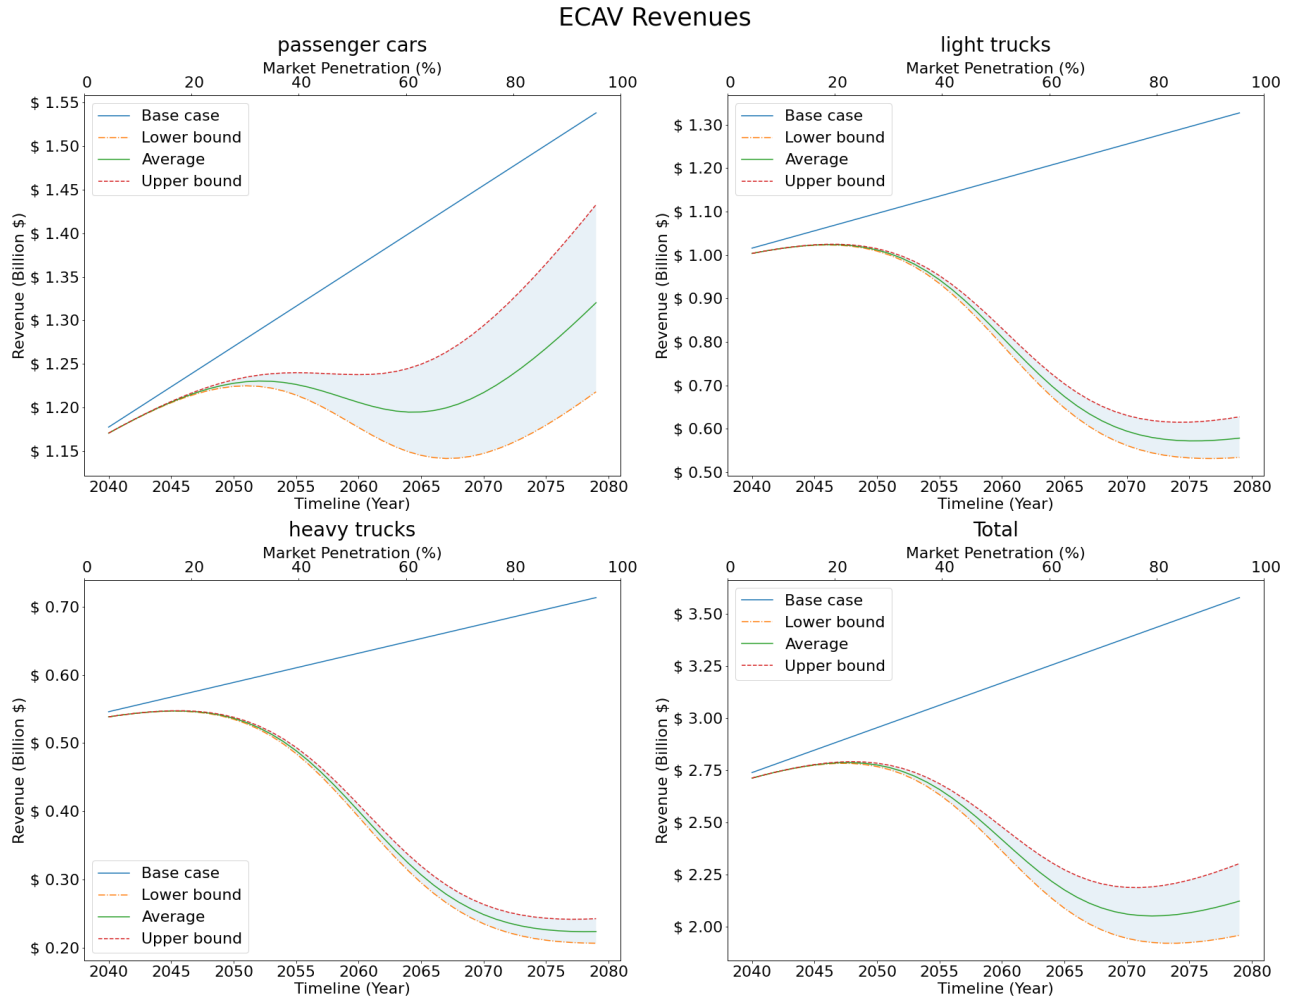 ECAV Revenues
passenger cars
Market Penetration (%)
0 20 40 60 80 100
$ 1.55
$ 1.50
$ 1.45
$ 1.40
$ 1.35
$ 1.30
$ 1.25
$ 1.20
$ 1.15
Revenue (Billion $)
Base case
Lower bound
Average
Upper bound
2040 2045 2050 2055 2060 2065 2070 2075 2080
Timeline (Year)
light trucks
Market Penetration (%)
0 20 40 60 80 100
$ 1.30
$ 1.20
$ 1.10
$ 1.00
$ 0.90
$ 0.80
$ 0.70
$ 0.60
$ 0.50
Revenue (Billion $)
Base case
Lower bound
Average
Upper bound
2040 2045 2050 2055 2060 2065 2070 2075 2080
Timeline (Year)
heavy trucks
Market Penetration (%)
0 20 40 60 80 100
$ 0.70
$ 0.60
$ 0.50
$ 0.40
$ 0.30
$ 0.20
Revenue (Billion $)
Base case
Lower bound
Average
Upper bound
2040 2045 2050 2055 2060 2065 2070 2075 2080
Timeline (Year)
Total
Market Penetration (%)
0 20 40 60 80 100
$ 3.50
$ 3.25
$ 3.00
$ 2.75
$ 2.50
$ 2.25
$ 2.00
Revenue (Billion $)
Base case
Lower bound
Average
Upper bound
2040 2045 2050 2055 2060 2065 2070 2075 2080
Timeline (Year)